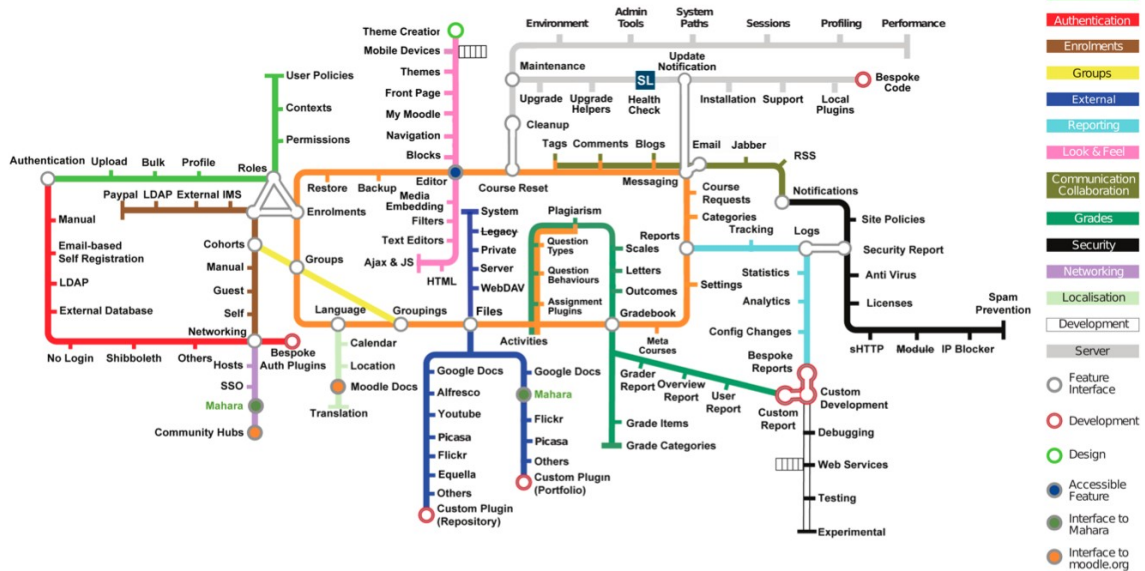 Environment
Admin
Tools
System
Paths
Sessions
Profiling
Performance
Theme Creation
Mobile Devices
Themes
Front Page
My Moodle
Navigation
Blocks
Editor
Media
Embedding
Filters
Text Editors
Ajax & JS
HTML
Maintenance
Update
Notification
Upgrade
Upgrade
Helpers
SL
Health
Check
Installation
Support
Local
Plugins
Bespoke
Code
Cleanup
Course Reset
Tags
Comments
Blogs
Messaging
Email
Jabber
RSS
Notifications
User Policies
Contexts
Permissions
Authentication
Upload
Bulk
Profile
Roles
Paypal
LDAP
External
IMS
Restore
Backup
Enrolments
Manual
Email-based
Self Registration
LDAP
External Database
No Login
Shibboleth
Others
Bespoke
Auth Plugins
Cohorts
Manual
Guest
Self
Networking
Hosts
SSO
Mahara
Community Hubs
Groups
Language
Groupings
Files
Calendar
Location
Moodle Docs
Translation
System
Legacy
Private
Server
WebDAV
Plagiarism
Question
Types
Question
Behaviours
Assignment
Plugins
Activities
Scales
Letters
Outcomes
Gradebook
Meta
Courses
Course
Requests
Categories
Reports
Tracking
Settings
Logs
Statistics
Analytics
Config Changes
Bespoke
Reports
Site Policies
Security Report
Anti Virus
Licenses
Spam
Prevention
sHTTP
Module
IP Blocker
Google Docs
Alfresco
Youtube
Picasa
Flickr
Equella
Others
Custom Plugin
(Repository)
Google Docs
Mahara
Flickr
Picasa
Others
Custom Plugin
(Portfolio)
Grader
Report
Overview
Report
User
Report
Custom
Report
Grade Items
Grade Categories
Custom
Development
Debugging
Web Services
Testing
Experimental
Authentication
Enrolments
Groups
External
Reporting
Look & Feel
Communication
Collaboration
Grades
Security
Networking
Localisation
Development
Server
Feature
Interface
Development
Design
Accessible
Feature
Interface to
Mahara
Interface to
moodle.org